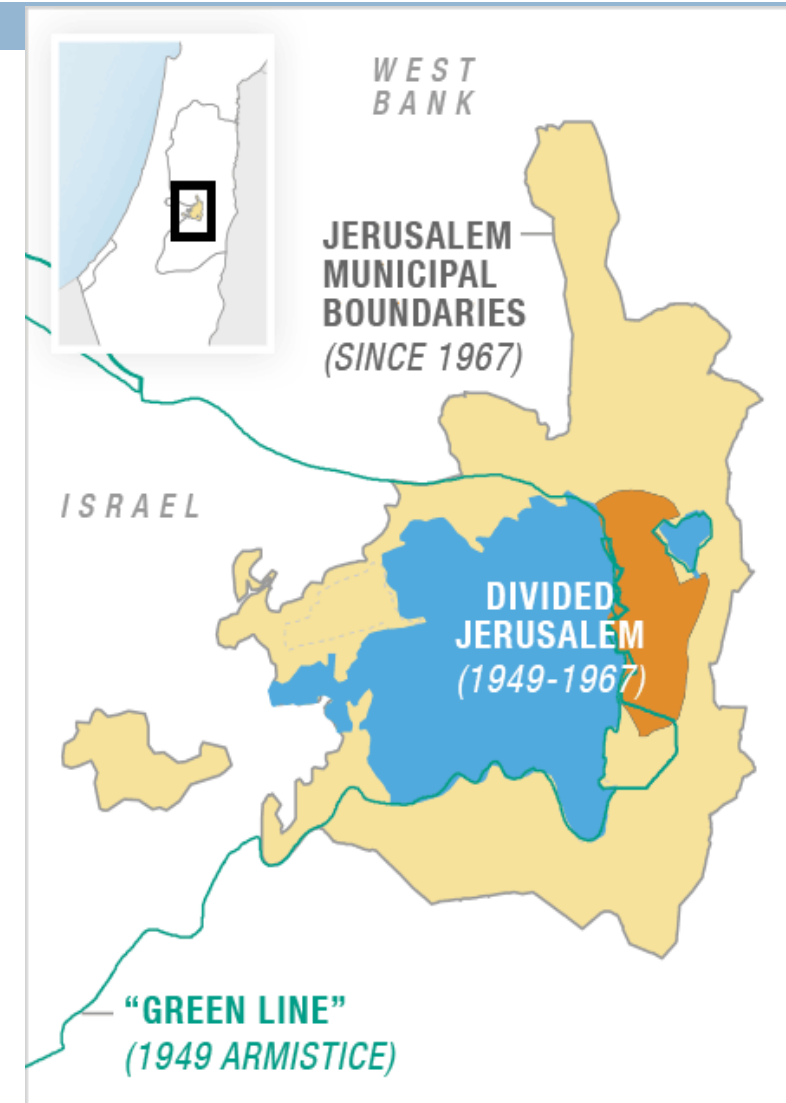 WEST
BANK
JERUSALEM
MUNICIPAL
BOUNDARIES
(SINCE 1967)
ISRAEL
DIVIDED
JERUSALEM
(1949-1967)
“GREEN LINE”
(1949 ARMISTICE)